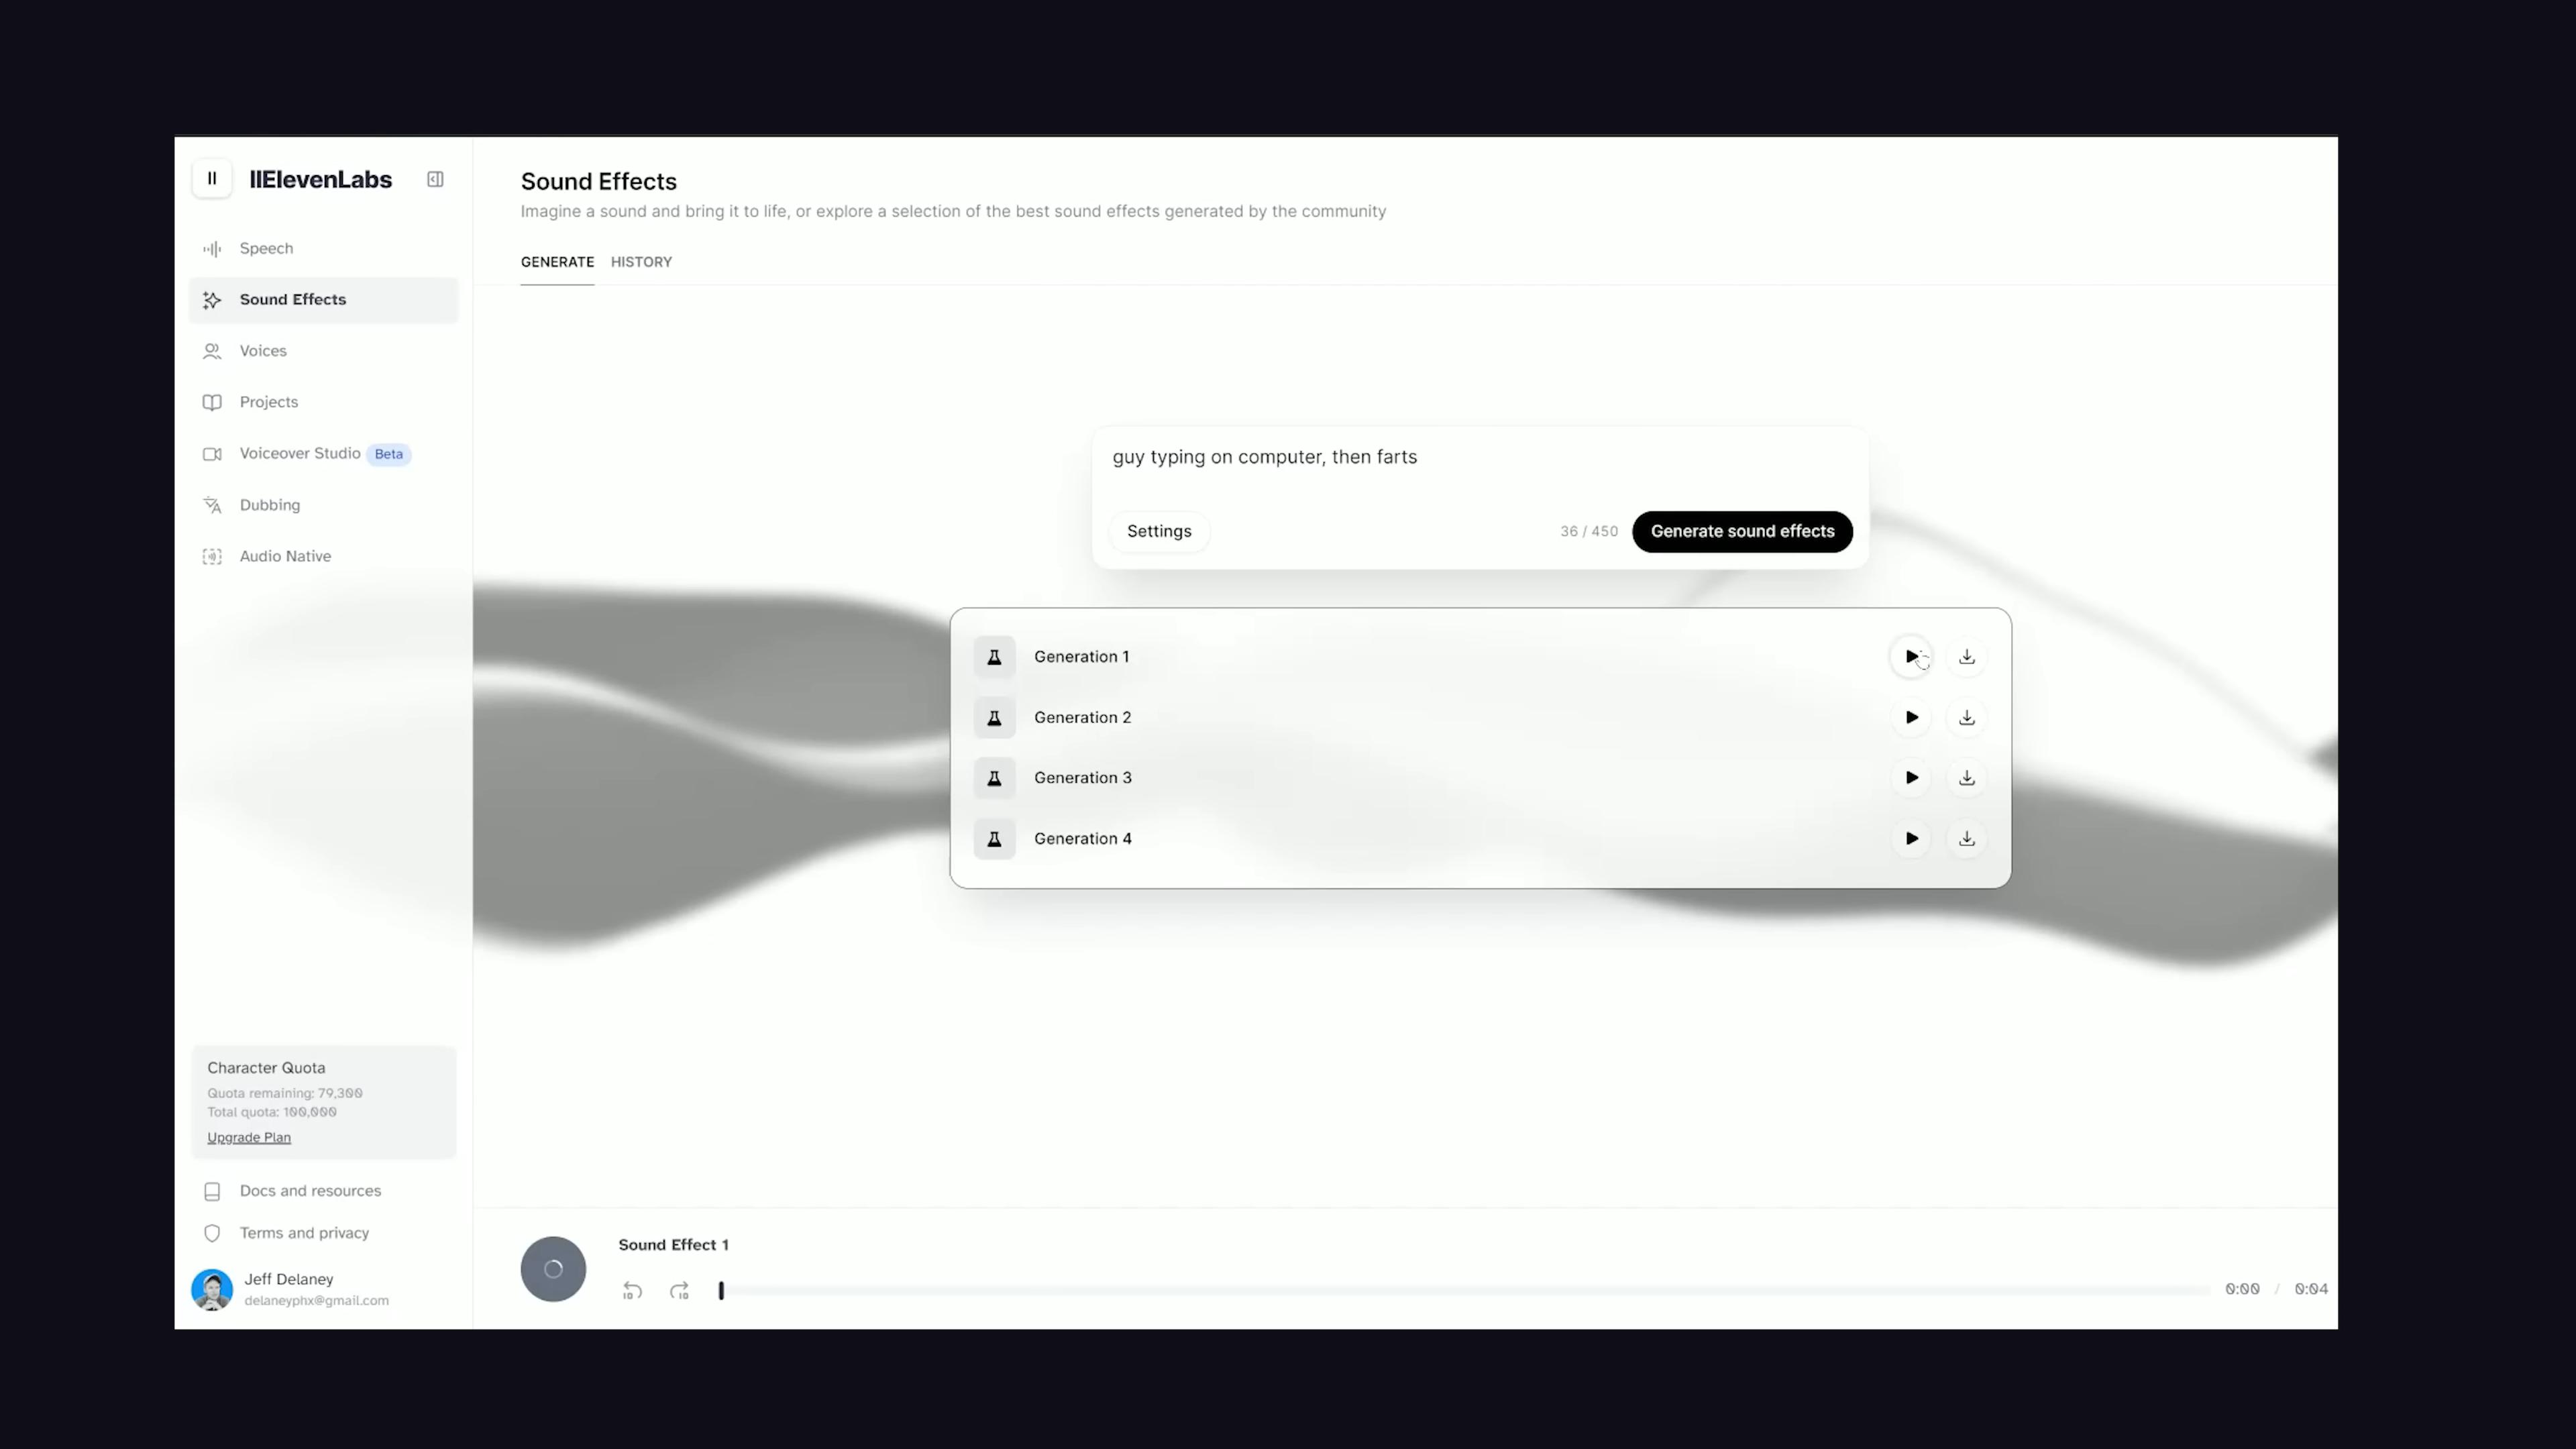 IIElevenLabs
Speech
Sound Effects
Voices
Projects
Voiceover Studio Beta
Dubbing
Audio Native
Character Quota
Quota remaining: 79,300
Total quota: 100,000
Upgrade Plan
Docs and resources
Terms and privacy
Jeff Delaney
delaneyphx@gmail.com
Sound Effects
Imagine a sound and bring it to life, or explore a selection of the best sound effects generated by the community
GENERATE HISTORY
guy typing on computer, then farts
Settings 36 / 450 Generate sound effects
Generation 1
Generation 2
Generation 3
Generation 4
Sound Effect 1
10 10 0:00 / 0:04